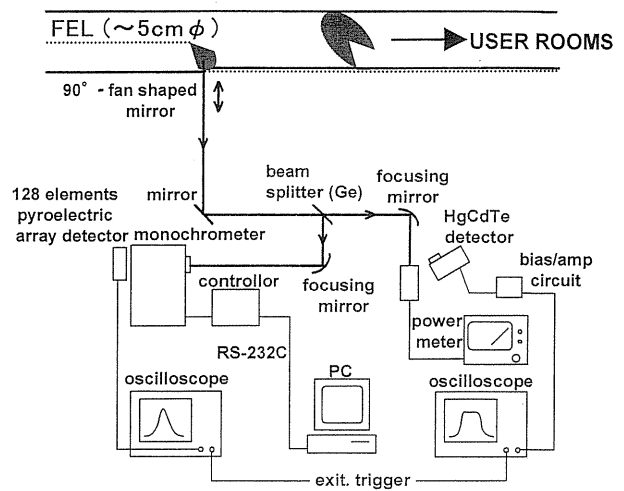 FEL (～5cmϕ)
USER ROOMS
90° - fan shaped
mirror
beam
splitter (Ge)
focusing
mirror
128 elements
pyroelectric
array detector
mirror
monochrometer
HgCdTe
detector
bias/amp
circuit
controllor
focusing
mirror
power
meter
RS-232C
PC
oscilloscope
oscilloscope
exit. trigger